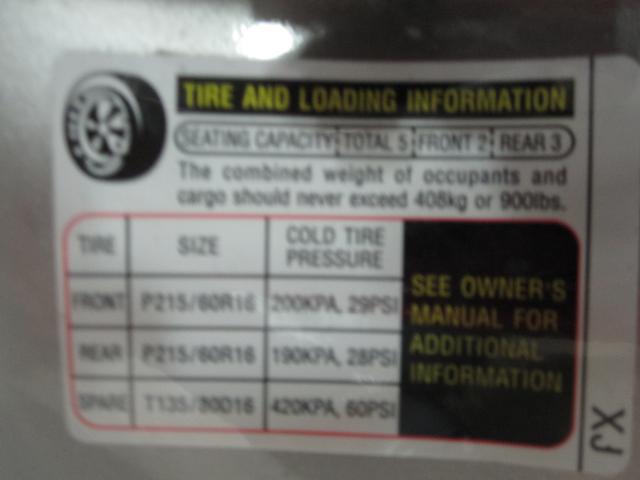 TIRE AND LOADING INFORMATION
SEATING CAPACITY TOTAL 5 FRONT 2 REAR 3
The combined weight of occupants and
cargo should never exceed 408kg or 900lbs.
TIRE SIZE COLD TIRE PRESSURE
FRONT P215/60R16 200KPA, 29PSI
REAR P215/60R16 190KPA, 28PSI
SPARE T135/80D16 420KPA, 60PSI
SEE OWNER'S
MANUAL FOR
ADDITIONAL
INFORMATION